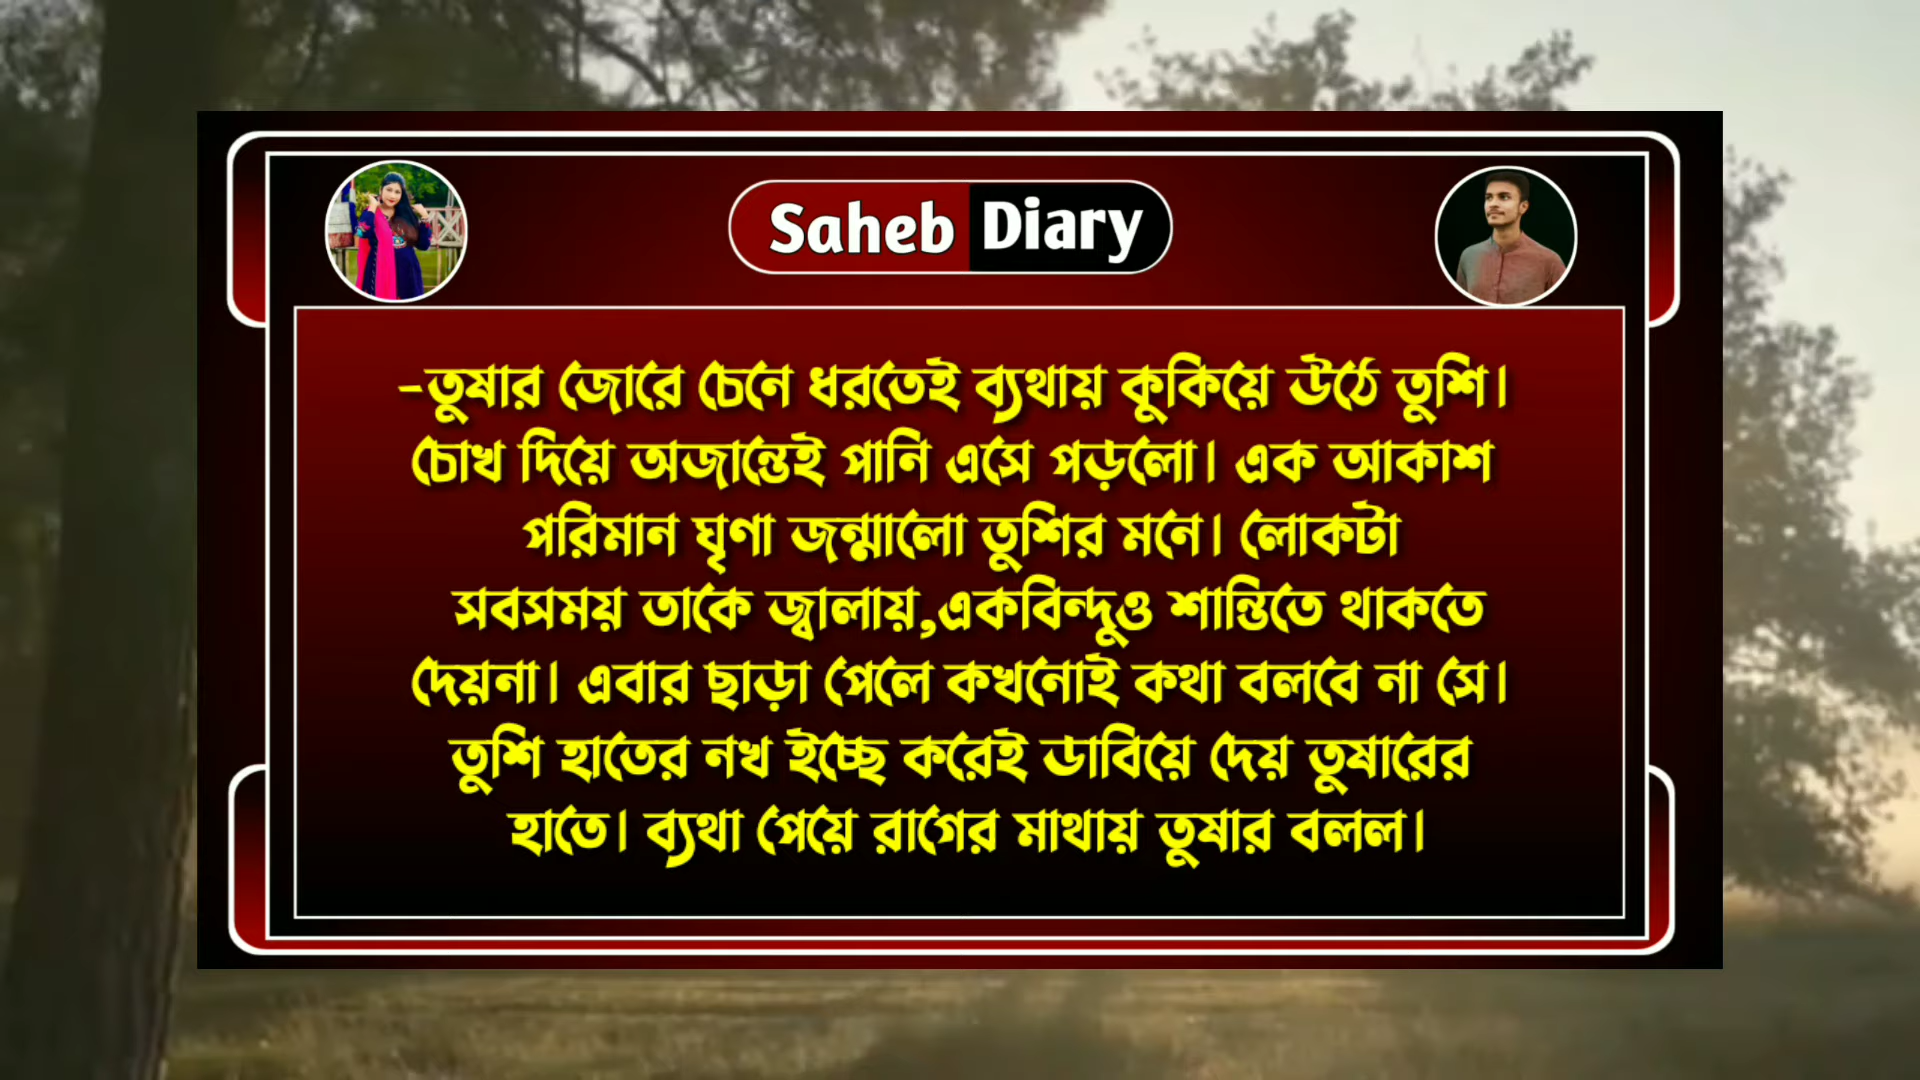 Saheb Diary
-তুষার জোরে চেনে ধরতেই ব্যথায় কুকিয়ে উঠে তুশি।
চোখ দিয়ে অজান্তেই পানি এসে পড়লো। এক আকাশ
পরিমান ঘৃণা জন্মালো তুশির মনে। লোকটা
সবসময় তাকে জ্বালায়,একবিন্দুও শান্তিতে থাকতে
দেয়না। এবার ছাড়া পেলে কখনোই কথা বলবে না সে।
তুশি হাতের নখ ইচ্ছে করেই ডাবিয়ে দেয় তুষারের
হাতে। ব্যথা পেয়ে রাগের মাথায় তুষার বলল।